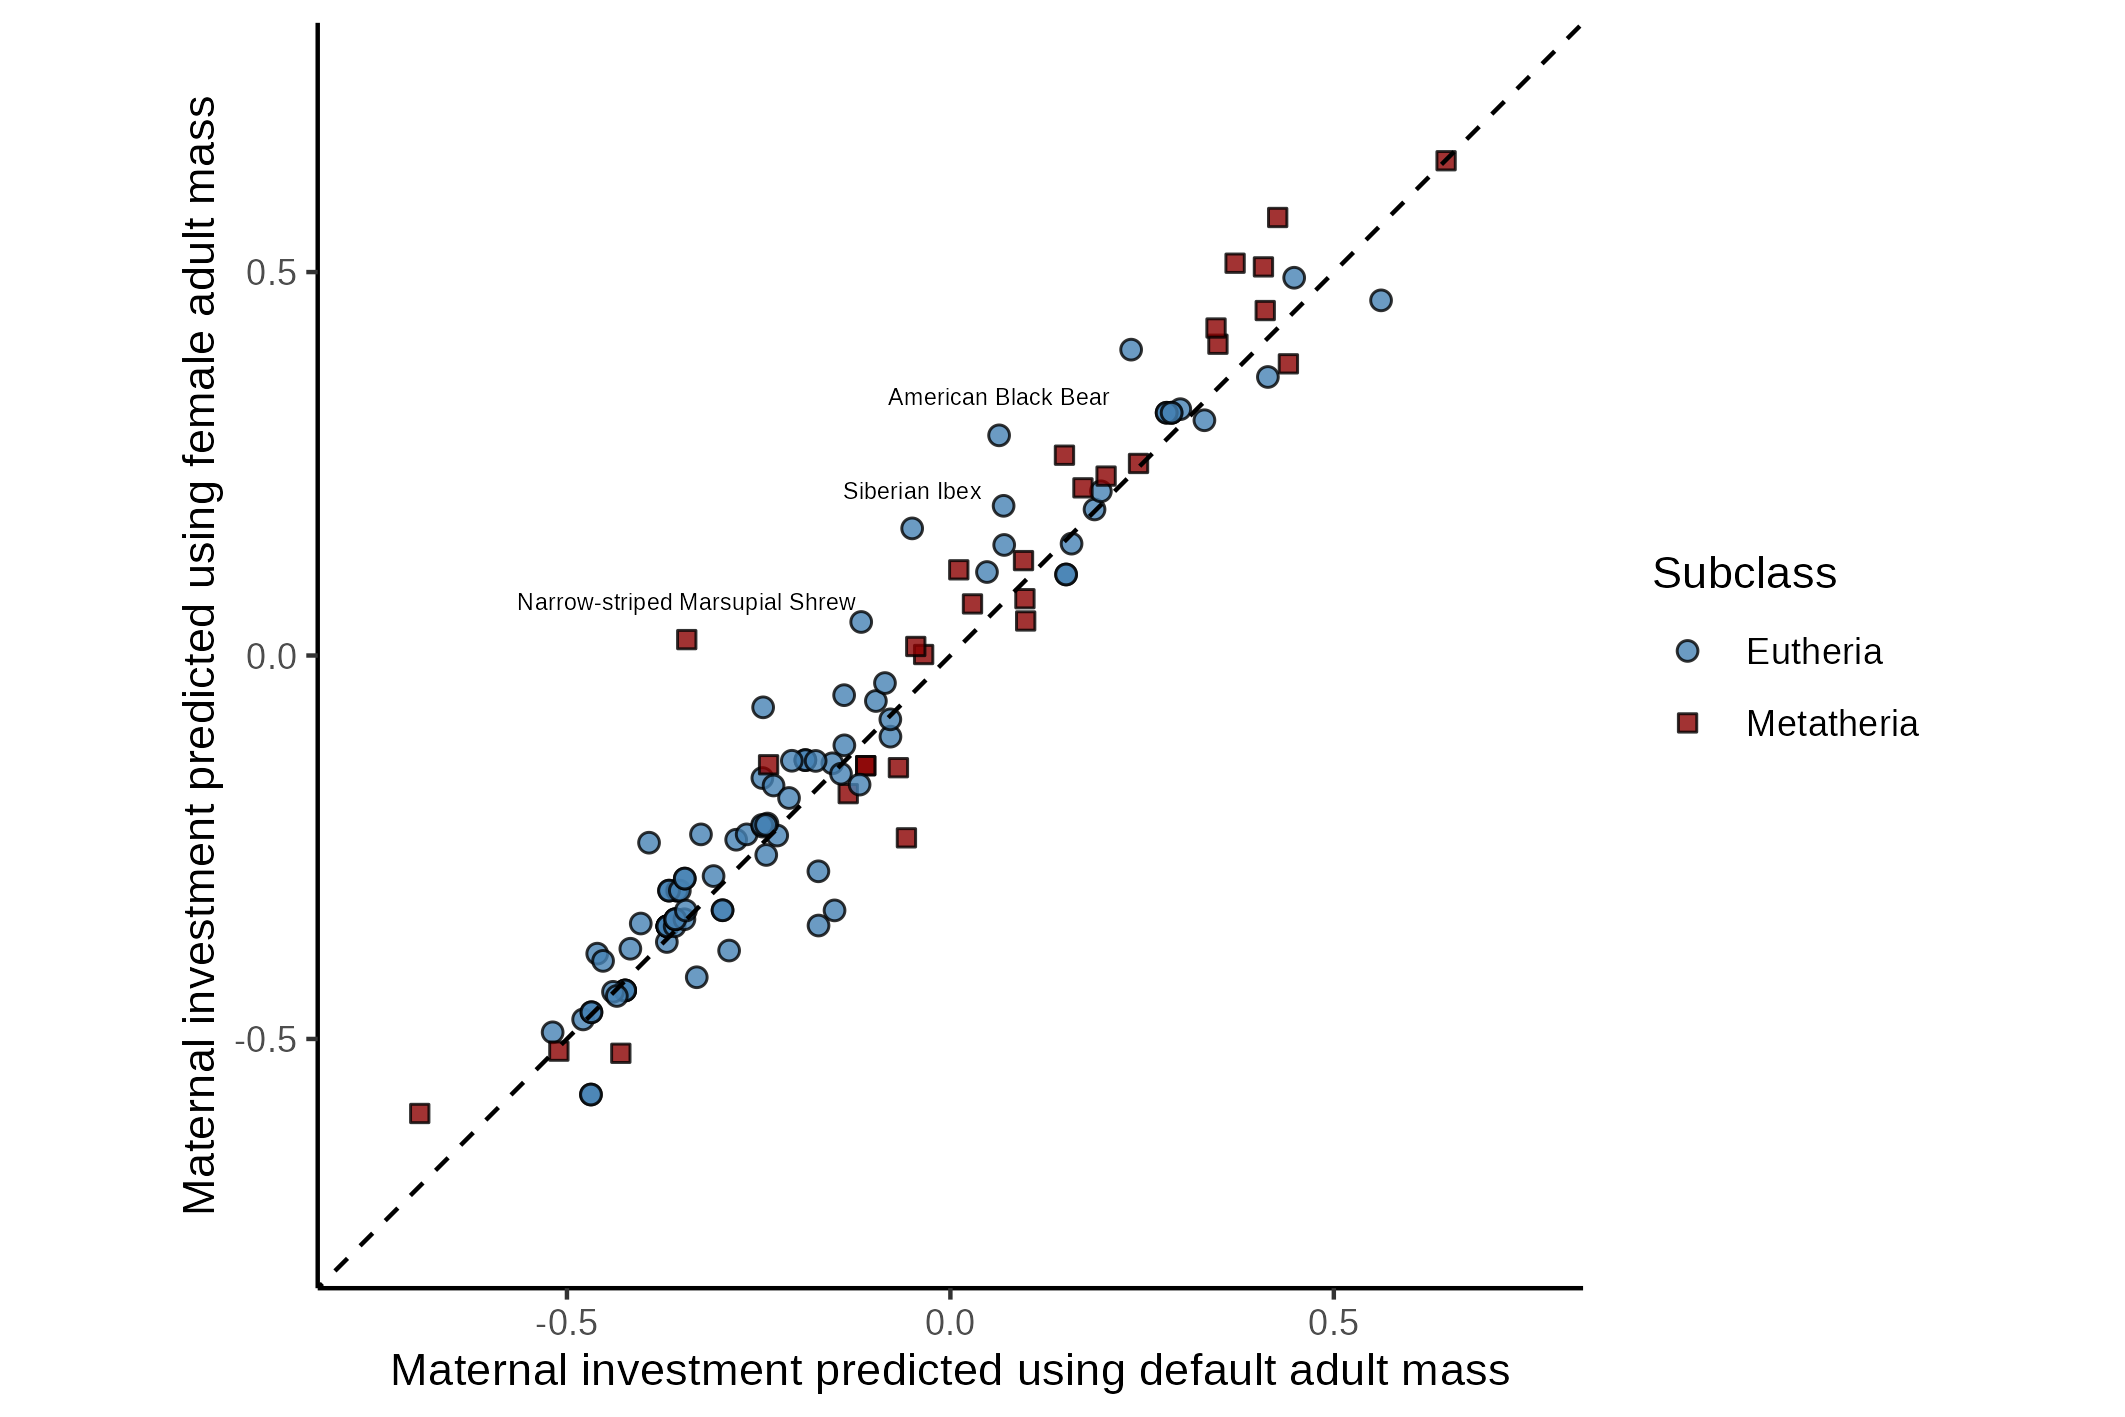 Maternal investment predicted using female adult mass
0.5
0.0
-0.5
American Black Bear
Siberian Ibex
Narrow-striped Marsupial Shrew
-0.5
0.0
0.5
Maternal investment predicted using default adult mass
Subclass
Eutheria
Metatheria